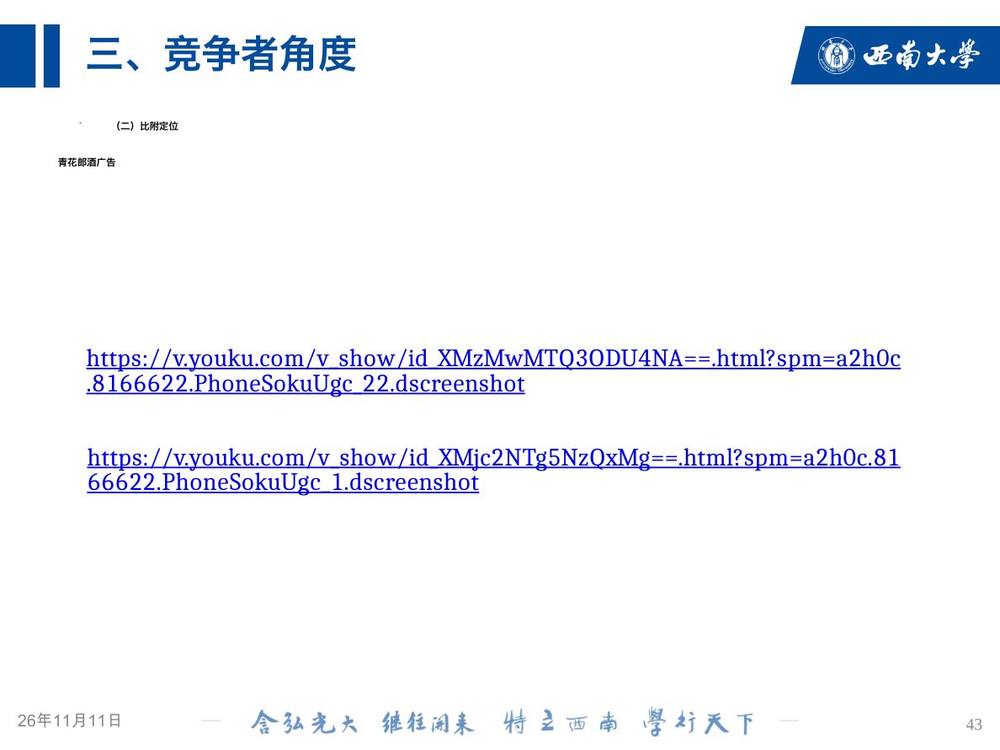 三、竞争者角度
西南大学
（二）比附定位
青花郎酒广告
https://v.youku.com/v_show/id_XMzMwMTQ3ODU4NA==.html?spm=a2h0c
.8166622.PhoneSokuUgc_22.dscreenshot
https://v.youku.com/v_show/id_XMjc2NTg5NzQxMg==.html?spm=a2h0c.81
66622.PhoneSokuUgc_1.dscreenshot
26年11月11日
含弘光大 继往开来 特立西南 學行天下
43